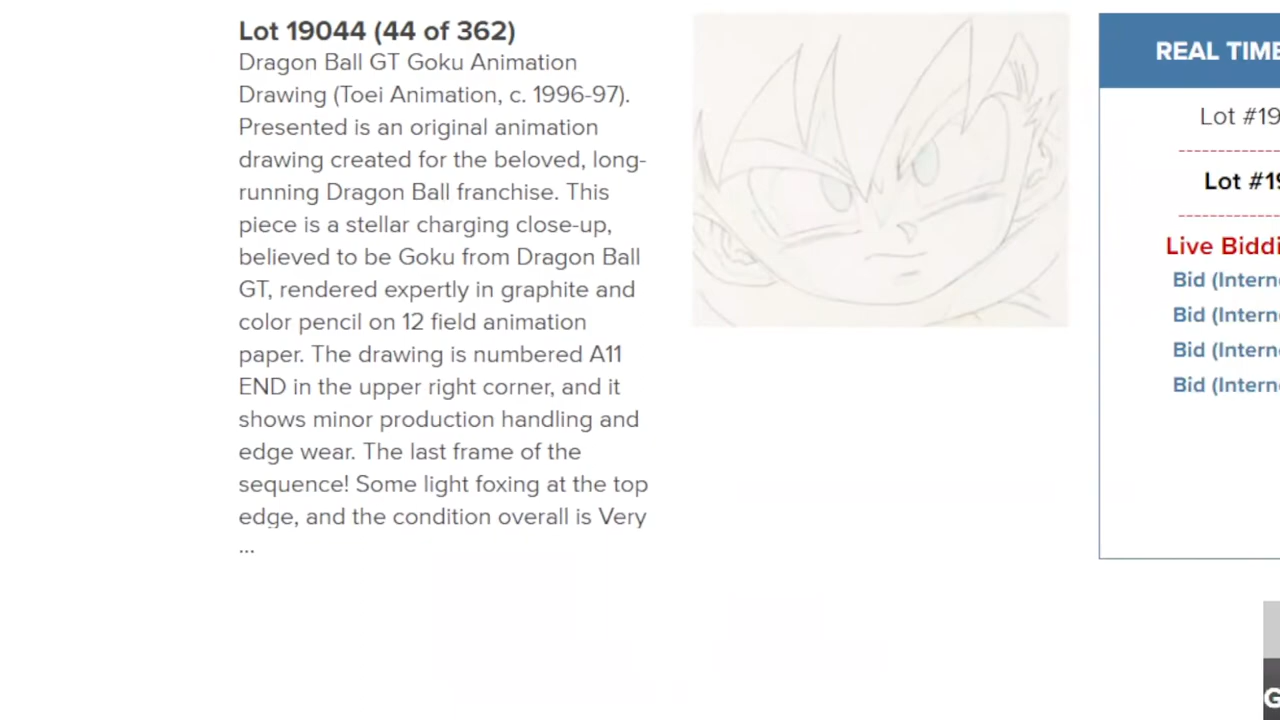 Lot 19044 (44 of 362)
Dragon Ball GT Goku Animation
Drawing (Toei Animation, c. 1996-97).
Presented is an original animation
drawing created for the beloved, long-
running Dragon Ball franchise. This
piece is a stellar charging close-up,
believed to be Goku from Dragon Ball
GT, rendered expertly in graphite and
color pencil on 12 field animation
paper. The drawing is numbered A11
END in the upper right corner, and it
shows minor production handling and
edge wear. The last frame of the
sequence! Some light foxing at the top
edge, and the condition overall is Very
...
REAL TIME
Lot #19
Lot #19
Live Biddi
Bid (Intern
Bid (Intern
Bid (Intern
Bid (Intern
G